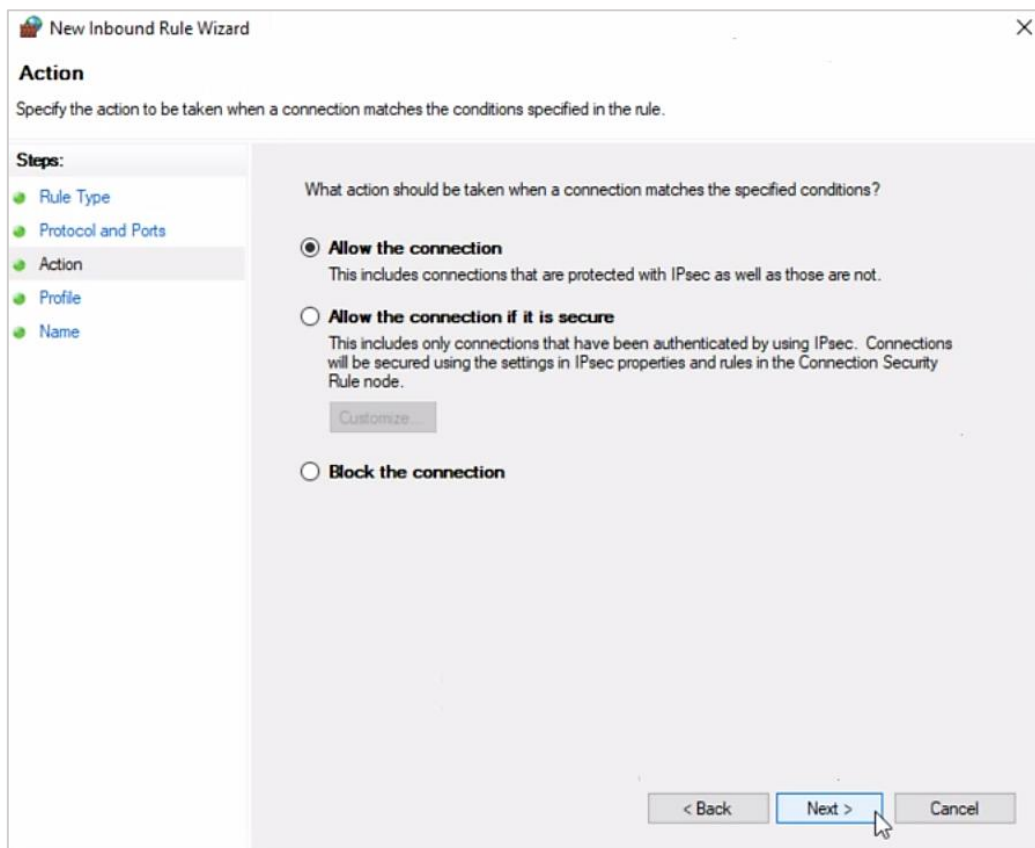 New Inbound Rule Wizard
Action
Specify the action to be taken when a connection matches the conditions specified in the rule.
Steps:
Rule Type
Protocol and Ports
Action
Profile
Name
What action should be taken when a connection matches the specified conditions?
Allow the connection
This includes connections that are protected with IPsec as well as those are not.
Allow the connection if it is secure
This includes only connections that have been authenticated by using IPsec. Connections
will be secured using the settings in IPsec properties and rules in the Connection Security
Rule node.
Customize...
Block the connection
< Back
Next >
Cancel